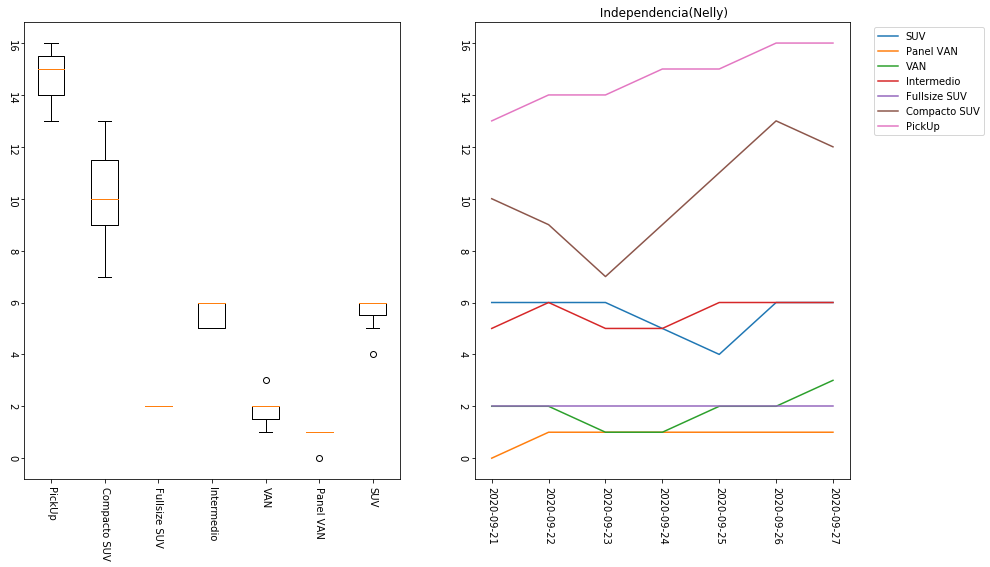 16
14
12
10
8
6
4
2
0
PickUp
Compacto SUV
Fullsize SUV
Intermedio
VAN
Panel VAN
SUV
Independencia(Nelly)
16
14
12
10
8
6
4
2
0
2020-09-21
2020-09-22
2020-09-23
2020-09-24
2020-09-25
2020-09-26
2020-09-27
SUV
Panel VAN
VAN
Intermedio
Fullsize SUV
Compacto SUV
PickUp